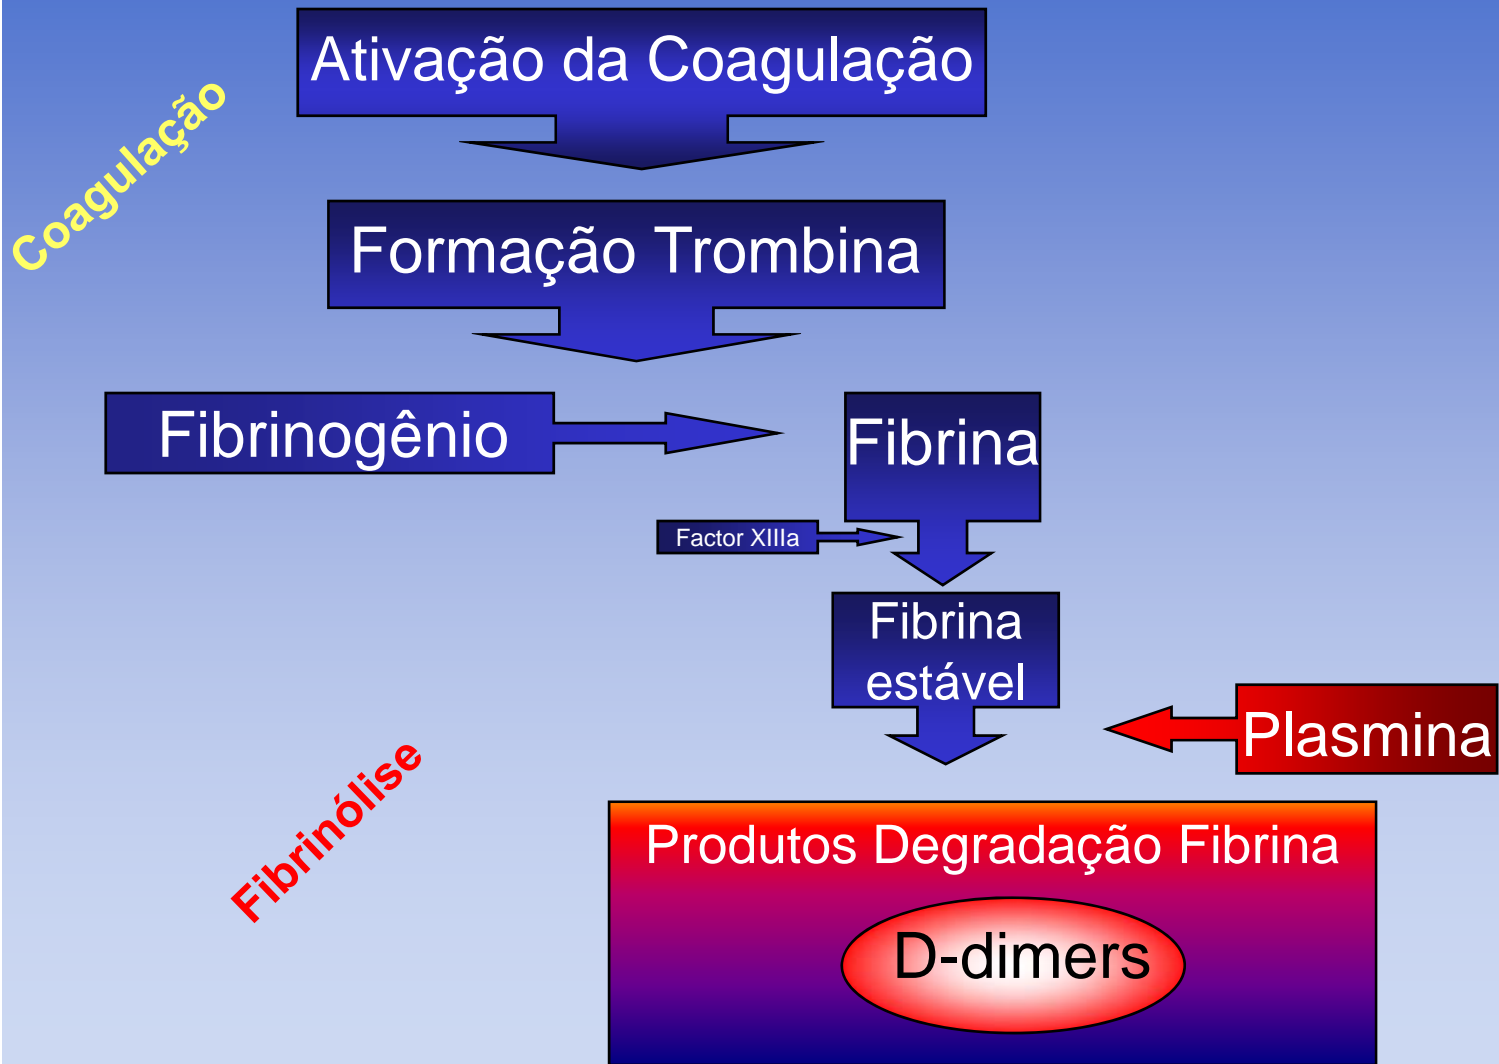 Ativação da Coagulação
Coagulação
Formação Trombina
Fibrinogênio
Fibrina
Factor XIIIa
Fibrina
estável
Plasmina
Fibrinólise
Produtos Degradação Fibrina
D-dimers